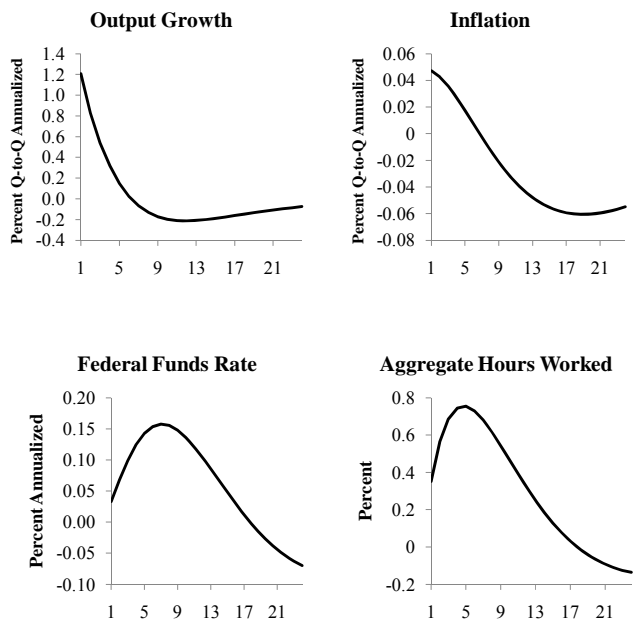 Output Growth
Percent Q-to-Q Annualized
1.4
1.2
1.0
0.8
0.6
0.4
0.2
0.0
-0.2
-0.4
1 5 9 13 17 21
Inflation
Percent Q-to-Q Annualized
0.06
0.04
0.02
0
-0.02
-0.04
-0.06
-0.08
1 5 9 13 17 21
Federal Funds Rate
Percent Annualized
0.20
0.15
0.10
0.05
0.00
-0.05
-0.10
1 5 9 13 17 21
Aggregate Hours Worked
Percent
0.8
0.6
0.4
0.2
0
-0.2
1 5 9 13 17 21